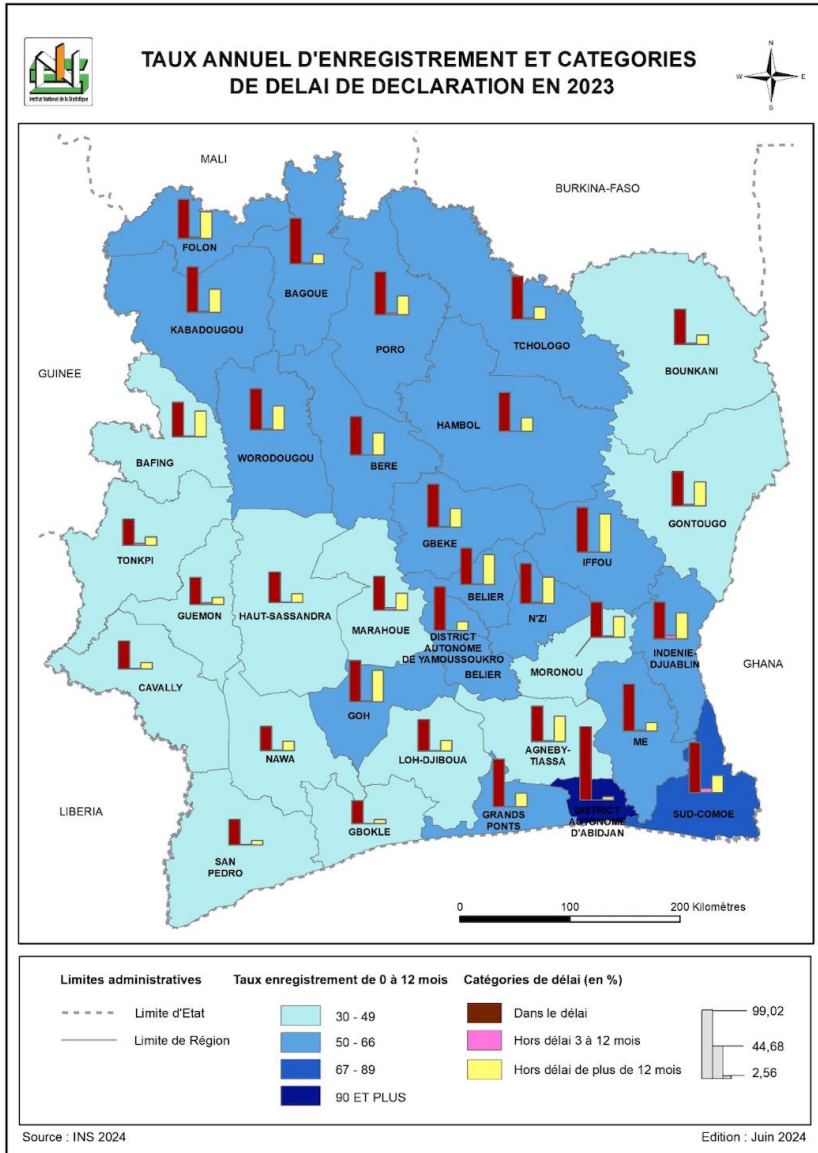 TAUX ANNUEL D'ENREGISTREMENT ET CATEGORIES
DE DELAI DE DECLARATION EN 2023
Institut National de la Statistique
N
W
E
S
MALI
BURKINA-FASO
FOLON
BAGOUE
KABADOUGOU
PORO
TCHOLOGO
BOUNKANI
GUINEE
HAMBOL
WORODOUGOU
BERE
BAFING
GONTOUGO
GBEKE
IFFOU
TONKPI
BELIER
GUEMON
HAUT-SASSANDRA
MARAHOUE
N'ZI
DISTRICT
AUTONOME
DE YAMOUSSOUKRO
INDENIE-
DJUABLIN
GHANA
MORONOU
BELIER
CAVALLY
GOH
ME
NAWA
LOH-DJIBOUA
AGNEBY-
TIASSA
LIBERIA
GRANDS
PONTS
DISTRICT
AUTONOME
D'ABIDJAN
SUD-COMOE
GBOKLE
SAN
PEDRO
0
100
200 Kilomètres
Limites administratives
Limite d'Etat
Limite de Région
Taux enregistrement de 0 à 12 mois
30 - 49
50 - 66
67 - 89
90 ET PLUS
Catégories de délai (en %)
Dans le délai
Hors délai 3 à 12 mois
Hors délai de plus de 12 mois
99,02
44,68
2,56
Source : INS 2024
Edition : Juin 2024